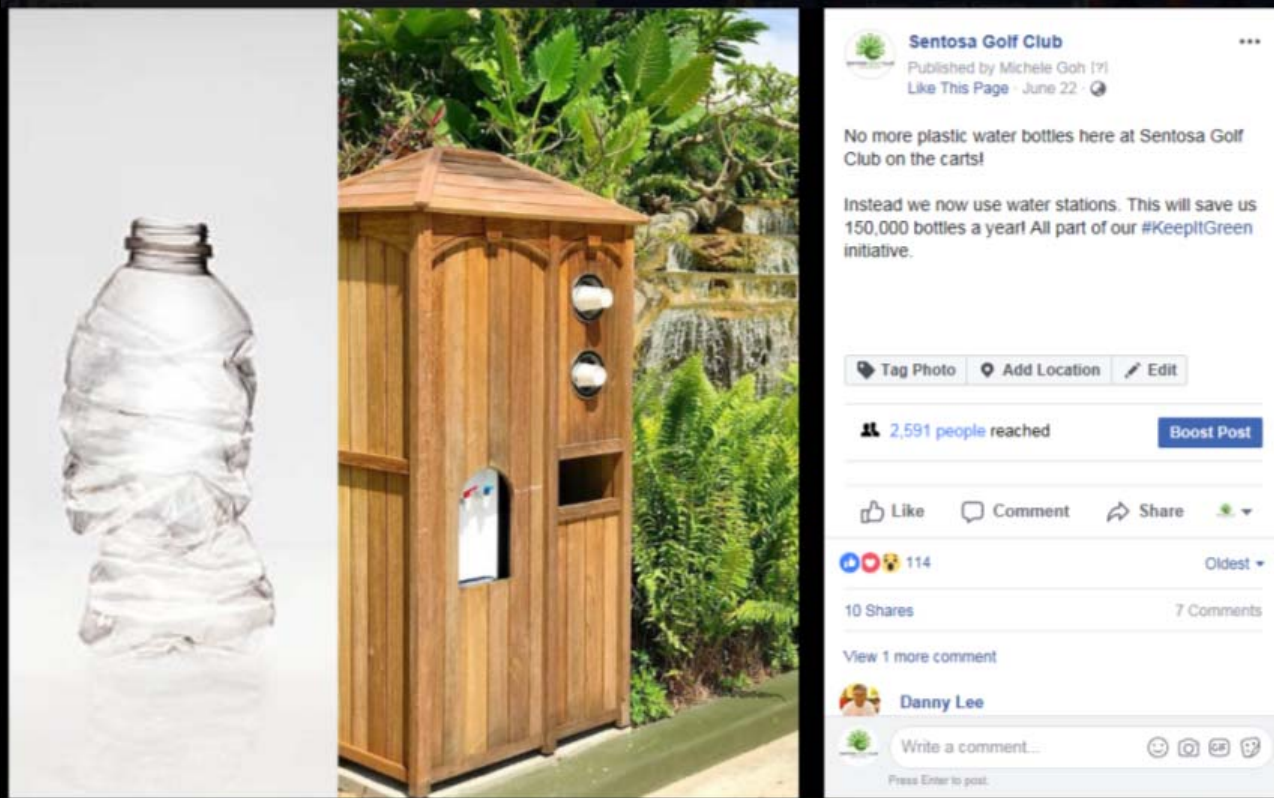 Sentosa Golf Club
Published by Michele Goh [?]
Like This Page · June 22 ·
No more plastic water bottles here at Sentosa Golf
Club on the carts!
Instead we now use water stations. This will save us
150,000 bottles a year! All part of our #KeepItGreen
initiative.
Tag Photo Add Location Edit
2,591 people reached Boost Post
Like Comment Share
114 Oldest
10 Shares 7 Comments
View 1 more comment
Danny Lee
Write a comment... GIF
Press Enter to post.